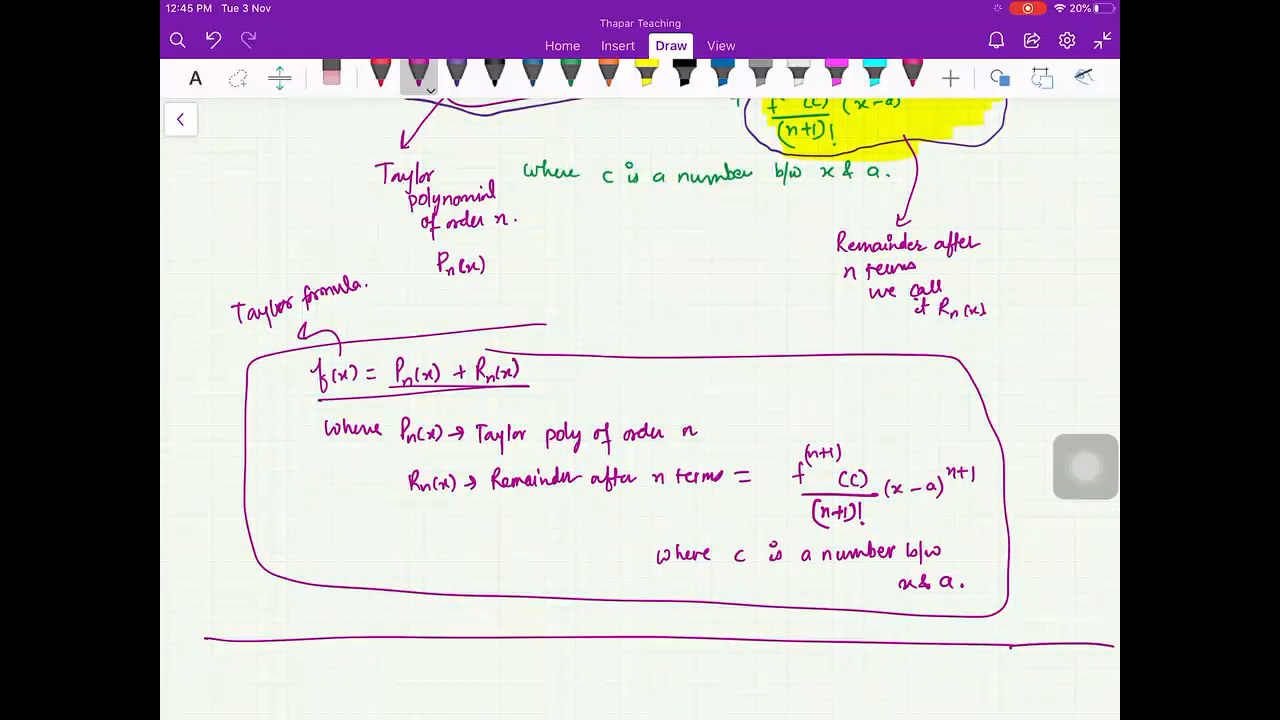 12:45 PM Tue 3 Nov
20%
Thapar Teaching
Home Insert Draw View
A
(c) (x-a)
(n+1)!
Taylor
polynomial
of order n.
Pn(x)
where c is a number b/w x & a.
Remainder after
n terms
we call
it Rn(x)
Taylor formula.
f(x) = Pn(x) + Rn(x)
where Pn(x) → Taylor poly of order n
Rn(x) → Remainder after n terms = f^(n+1) (c) / (n+1)! (x-a)^n+1
where c is a number b/w
x & a.